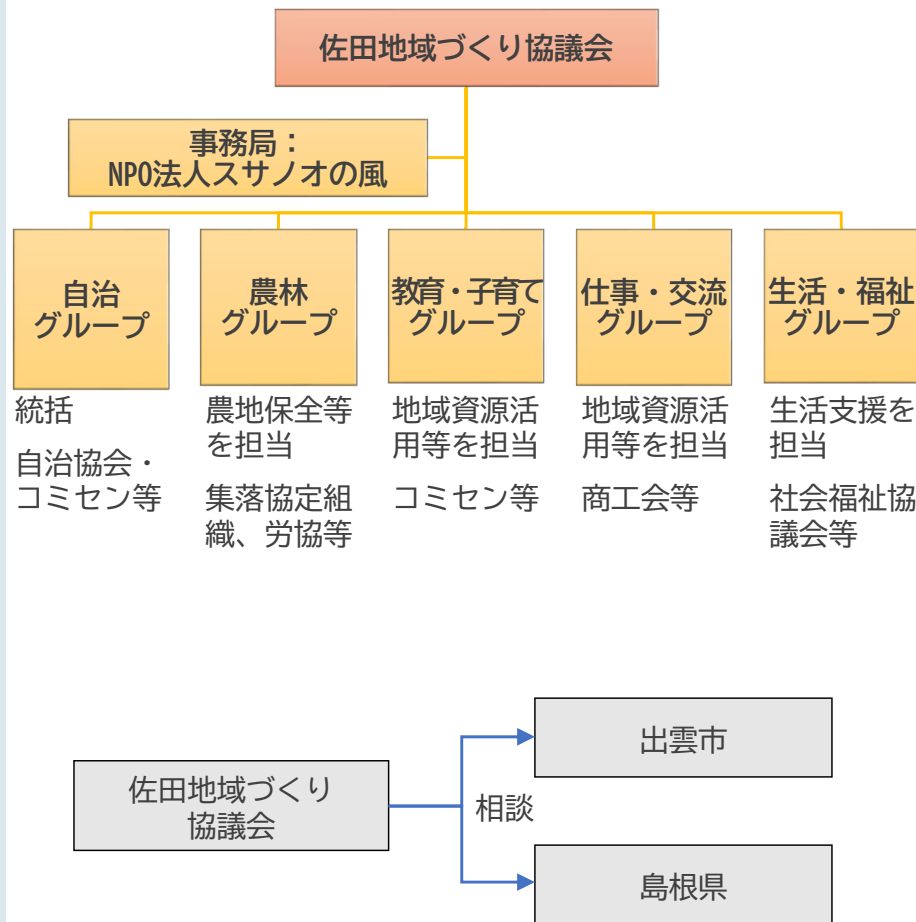 佐田地域づくり協議会
事務局：
NPO法人スサノオの風
自治
グループ
農林
グループ
教育・子育て
グループ
仕事・交流
グループ
生活・福祉
グループ
統括
自治協会・
コミセン等
農地保全等
を担当
集落協定組
織、労協等
地域資源活
用等を担当
コミセン等
地域資源活
用等を担当
商工会等
生活支援を
担当
社会福祉協
議会等
佐田地域づくり
協議会
相談
出雲市
島根県